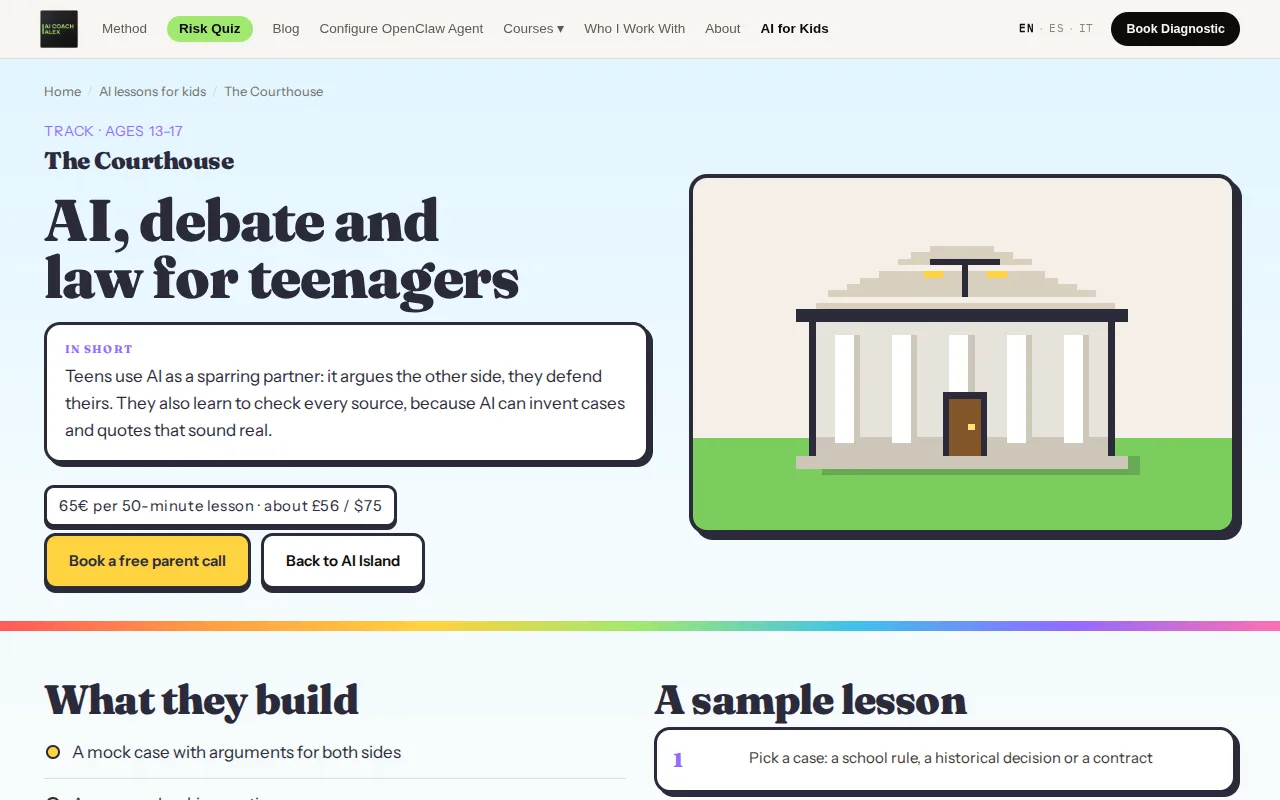 AI COACH
ALEX
Method
Risk Quiz
Blog
Configure OpenClaw Agent
Courses ▾
Who I Work With
About
AI for Kids
EN · ES · IT
Book Diagnostic
Home / AI lessons for kids / The Courthouse
TRACK · AGES 13–17
The Courthouse
AI, debate and
law for teenagers
IN SHORT
Teens use AI as a sparring partner: it argues the other side, they defend
theirs. They also learn to check every source, because AI can invent cases
and quotes that sound real.
65€ per 50-minute lesson · about £56 / $75
Book a free parent call
Back to AI Island
What they build
A mock case with arguments for both sides
A sample lesson
1
Pick a case: a school rule, a historical decision or a contract